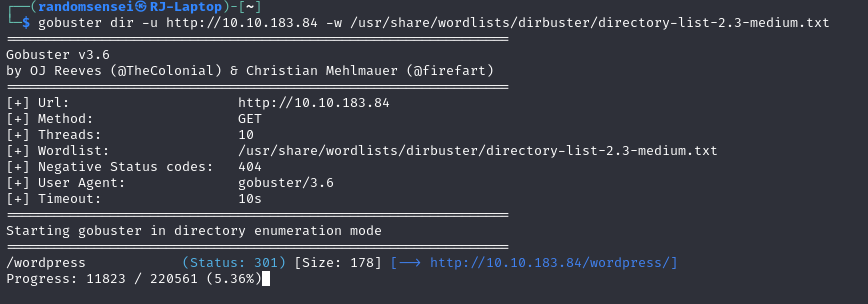 ┌──(randomsensei㉿RJ-Laptop)-[~]
└─$ gobuster dir -u http://10.10.183.84 -w /usr/share/wordlists/dirbuster/directory-list-2.3-medium.txt
===============================================================
Gobuster v3.6
by OJ Reeves (@TheColonial) & Christian Mehlmauer (@firefart)
===============================================================
[+] Url:                     http://10.10.183.84
[+] Method:                  GET
[+] Threads:                 10
[+] Wordlist:                /usr/share/wordlists/dirbuster/directory-list-2.3-medium.txt
[+] Negative Status codes:   404
[+] User Agent:              gobuster/3.6
[+] Timeout:                 10s
===============================================================
Starting gobuster in directory enumeration mode
===============================================================
/wordpress            (Status: 301) [Size: 178] [--> http://10.10.183.84/wordpress/]
Progress: 11823 / 220561 (5.36%)